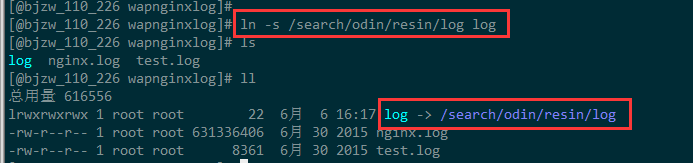 [@bjzw_110_226 wapnginxlog]#
[@bjzw_110_226 wapnginxlog]# ln -s /search/odin/resin/log log
[@bjzw_110_226 wapnginxlog]# ls
log nginx.log test.log
[@bjzw_110_226 wapnginxlog]# ll
总用量 616556
lrwxrwxrwx 1 root root 22 6月 6 16:17 log -> /search/odin/resin/log
-rw-r--r-- 1 root root 631336406 6月 30 2015 nginx.log
-rw-r--r-- 1 root root 8361 6月 30 2015 test.log